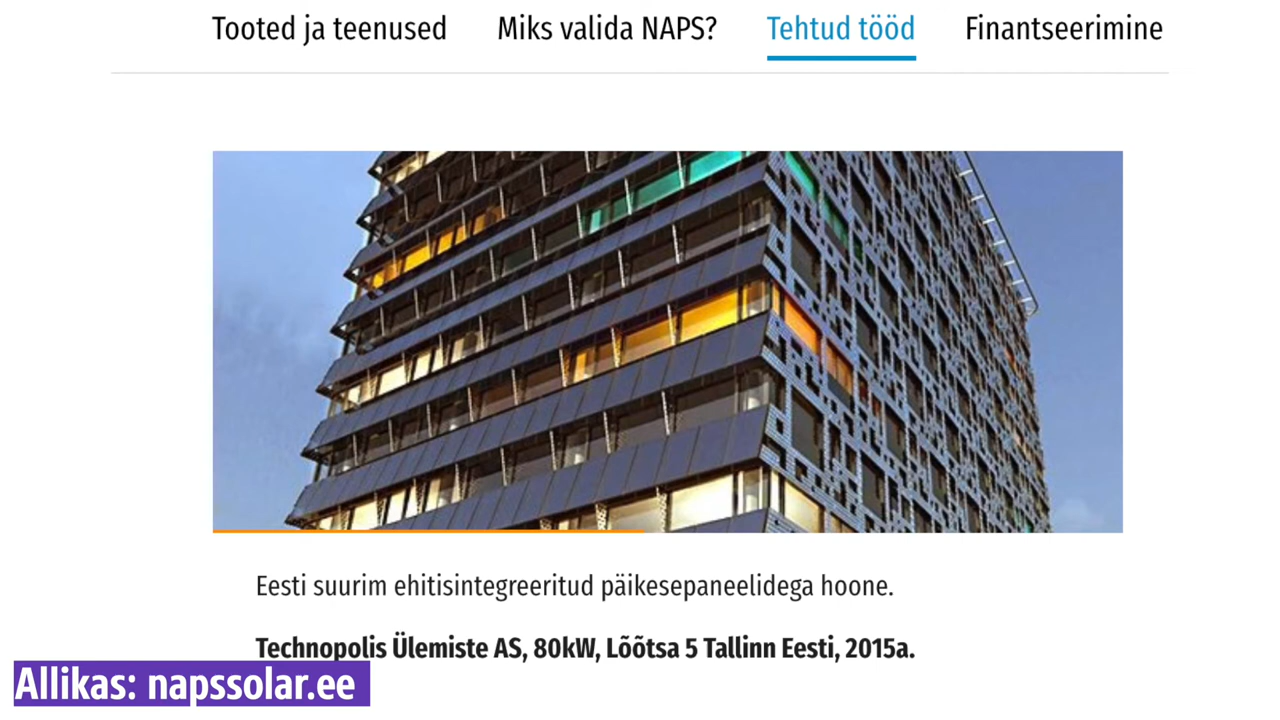 Tooted ja teenused Miks valida NAPS? Tehtud tööd Finantseerimine
Eesti suurim ehitisintegreeritud päikesepaneelidega hoone.
Technopolis Ülemiste AS, 80kW, Lõõtsa 5 Tallinn Eesti, 2015a.
Allikas: napssolar.ee